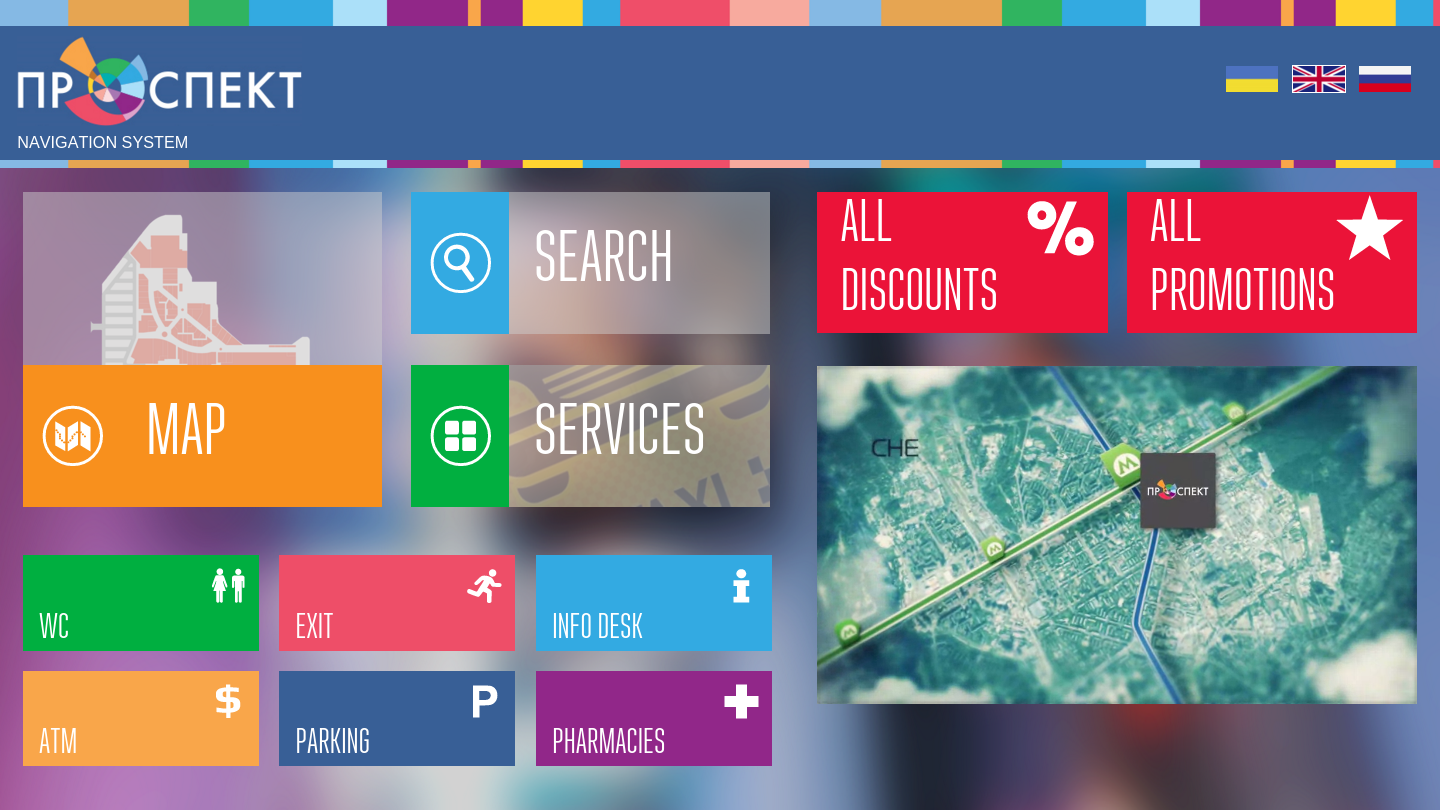 ПРОСПЕКТ
NAVIGATION SYSTEM
SEARCH
ALL
DISCOUNTS
%
ALL
PROMOTIONS
MAP
SERVICES
TAXI
CHE
M
ПРОСПЕКТ
M
M
WC
EXIT
INFO DESK
$
ATM
P
PARKING
PHARMACIES